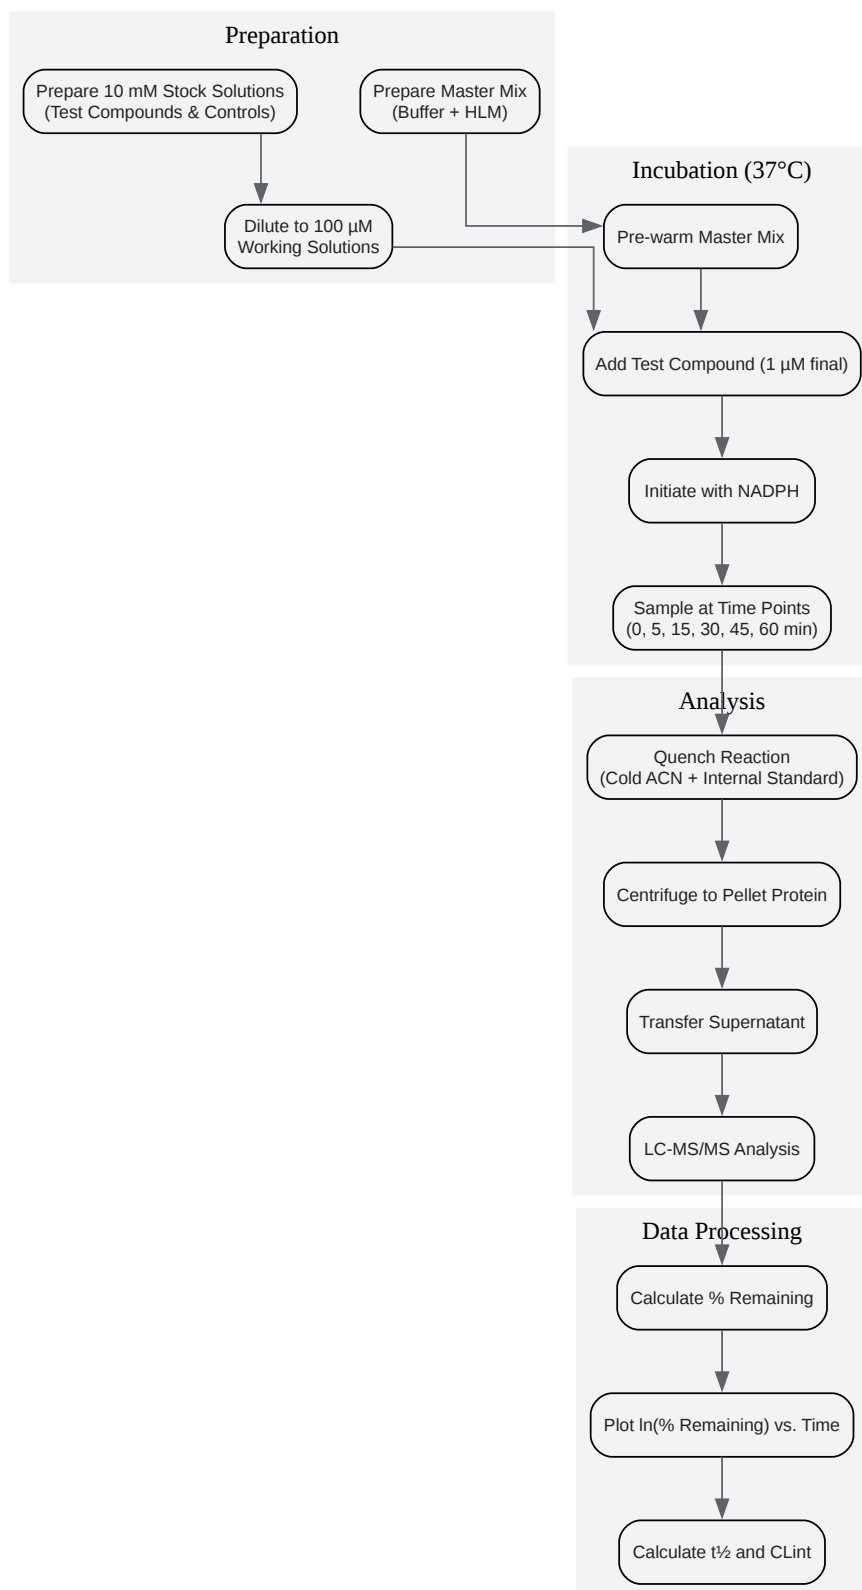 Preparation
Prepare 10 mM Stock Solutions
(Test Compounds & Controls)
Prepare Master Mix
(Buffer + HLM)
Dilute to 100 µM
Working Solutions
Incubation (37°C)
Pre-warm Master Mix
Add Test Compound (1 µM final)
Initiate with NADPH
Sample at Time Points
(0, 5, 15, 30, 45, 60 min)
Analysis
Quench Reaction
(Cold ACN + Internal Standard)
Centrifuge to Pellet Protein
Transfer Supernatant
LC-MS/MS Analysis
Data Processing
Calculate % Remaining
Plot ln(% Remaining) vs. Time
Calculate t½ and CLint